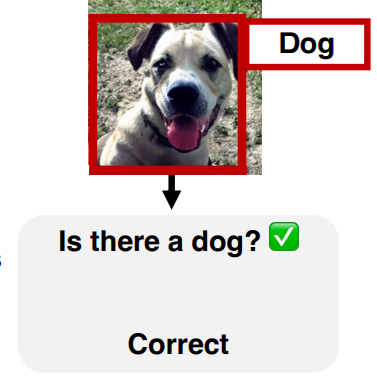 Dog
Is there a dog? ✅
Correct